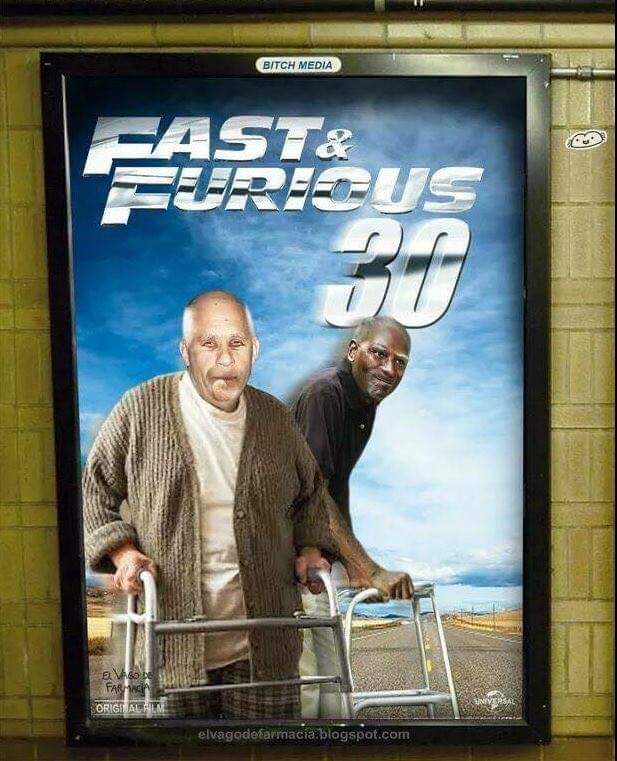 BITCH MEDIA
FAST &
FURIOUS
30
EL VAGO DE
FARMACIA
ORIGINAL FILM
UNIVERSAL
elvagodefarmacia.blogspot.com